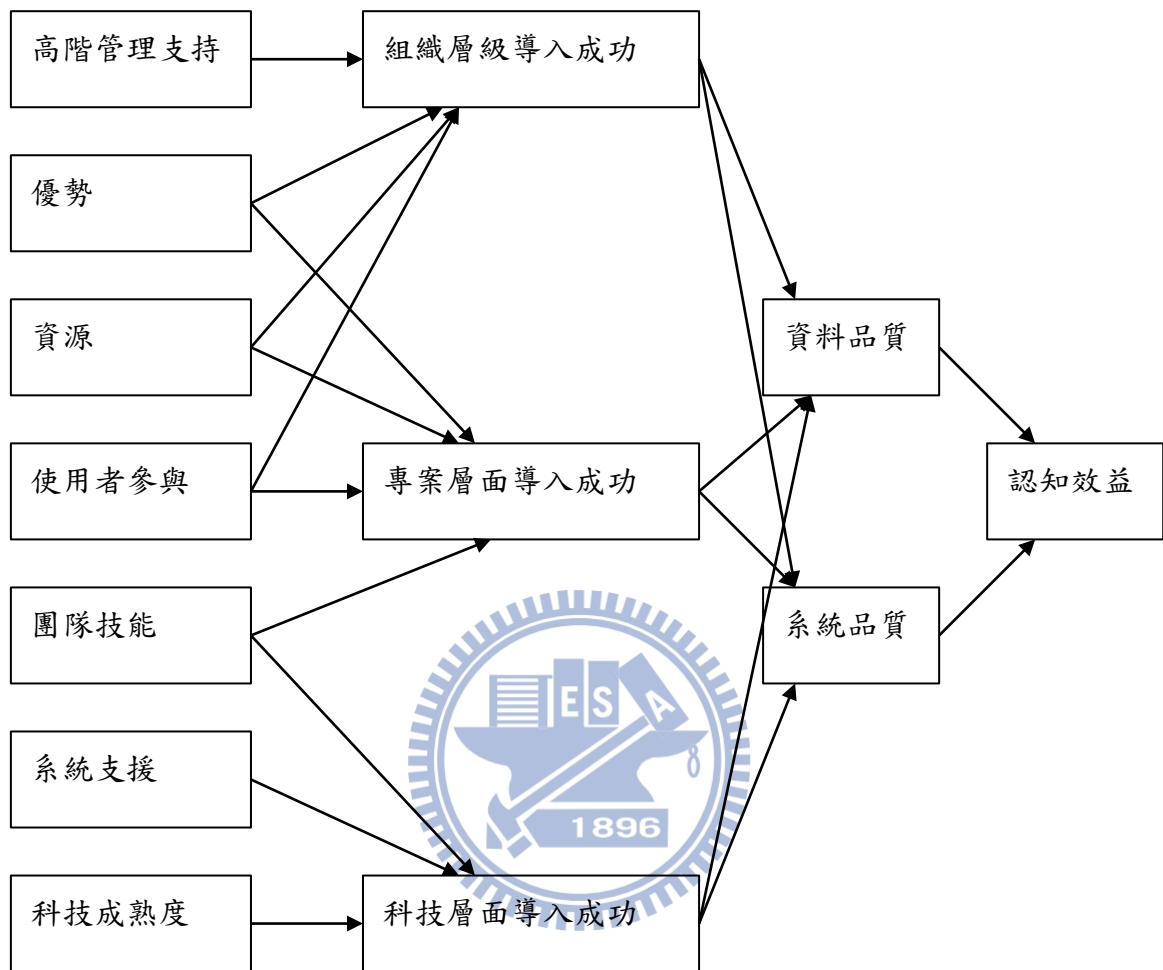 高階管理支持
組織層級導入成功
優勢
資源
資料品質
使用者參與
專案層面導入成功
認知效益
團隊技能
系統品質
ESA
8
系統支援
1896
科技成熟度
科技層面導入成功